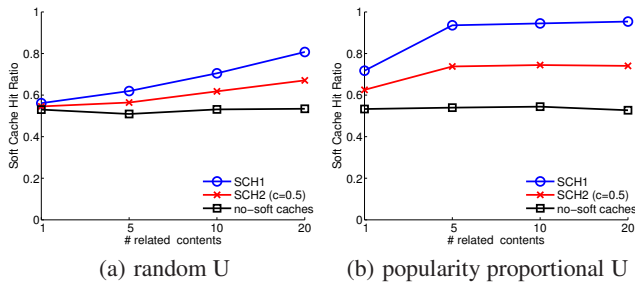 Soft Cache Hit Ratio
1
0.8
0.6
0.4
0.2
0
SCH1
SCH2 (c=0.5)
no-soft caches
1 5 10 20
# related contents
(a) random U
Soft Cache Hit Ratio
1
0.8
0.6
0.4
0.2
0
SCH1
SCH2 (c=0.5)
no-soft caches
1 5 10 20
# related contents
(b) popularity proportional U